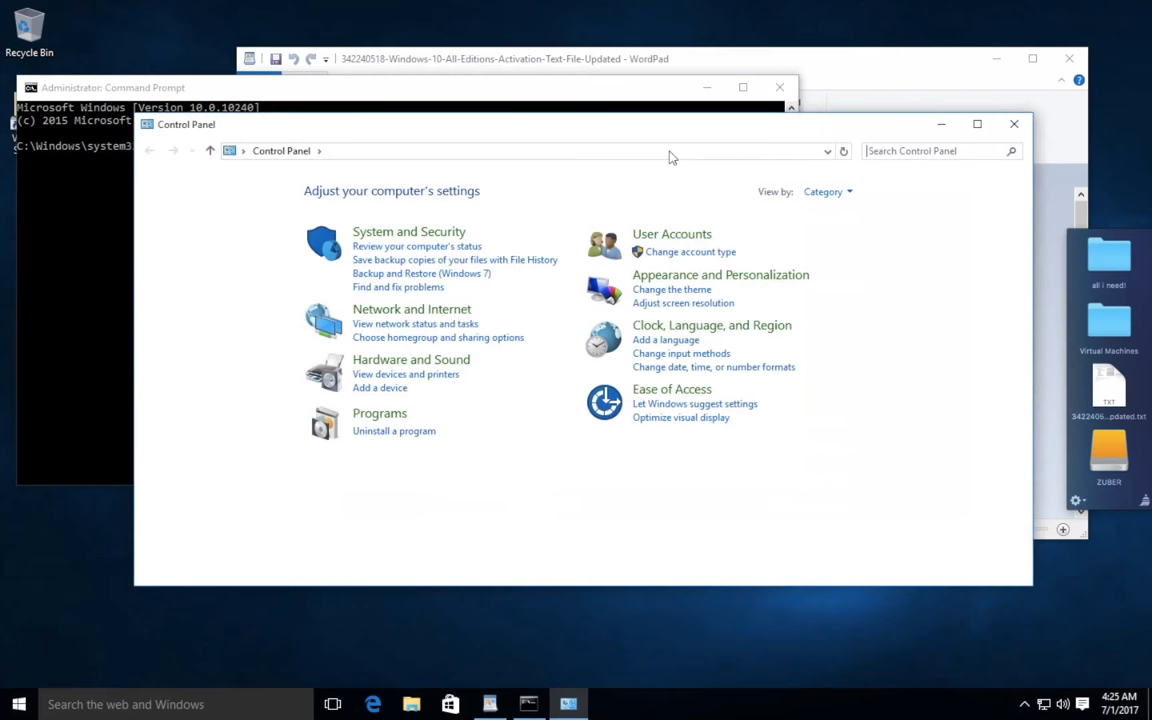 Recycle Bin
342240518-Windows-10-All-Editions-Activation-Text-File-Updated - WordPad
Administrator: Command Prompt
Microsoft Windows [Version 10.0.10240]
(c) 2015 Microsoft
C:\Windows\system3
Control Panel
Control Panel
Search Control Panel
Adjust your computer's settings
View by: Category
System and Security
Review your computer's status
Save backup copies of your files with File History
Backup and Restore (Windows 7)
Find and fix problems
Network and Internet
View network status and tasks
Choose homegroup and sharing options
Hardware and Sound
View devices and printers
Add a device
Programs
Uninstall a program
User Accounts
Change account type
Appearance and Personalization
Change the theme
Adjust screen resolution
Clock, Language, and Region
Add a language
Change input methods
Change date, time, or number formats
Ease of Access
Let Windows suggest settings
Optimize visual display
all i need!
Virtual Machines
TXT
3422405...pdated.txt
ZUBER
Search the web and Windows
4:25 AM
7/1/2017